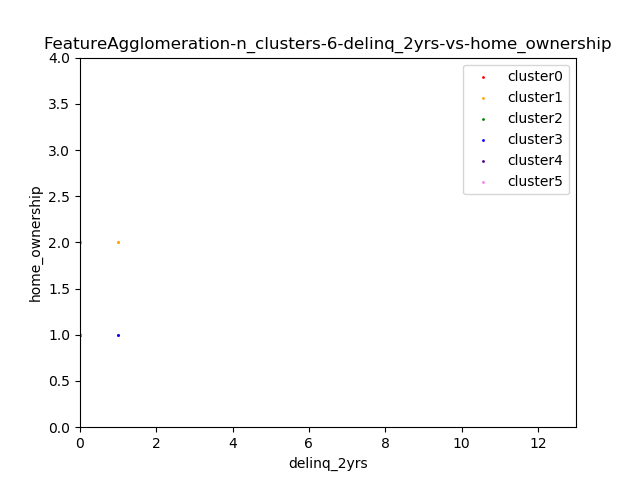 FeatureAgglomeration-n_clusters-6-delinq_2yrs-vs-home_ownership
4.0
3.5
3.0
2.5
2.0
1.5
1.0
0.5
0.0
home_ownership
cluster0
cluster1
cluster2
cluster3
cluster4
cluster5
0 2 4 6 8 10 12
delinq_2yrs